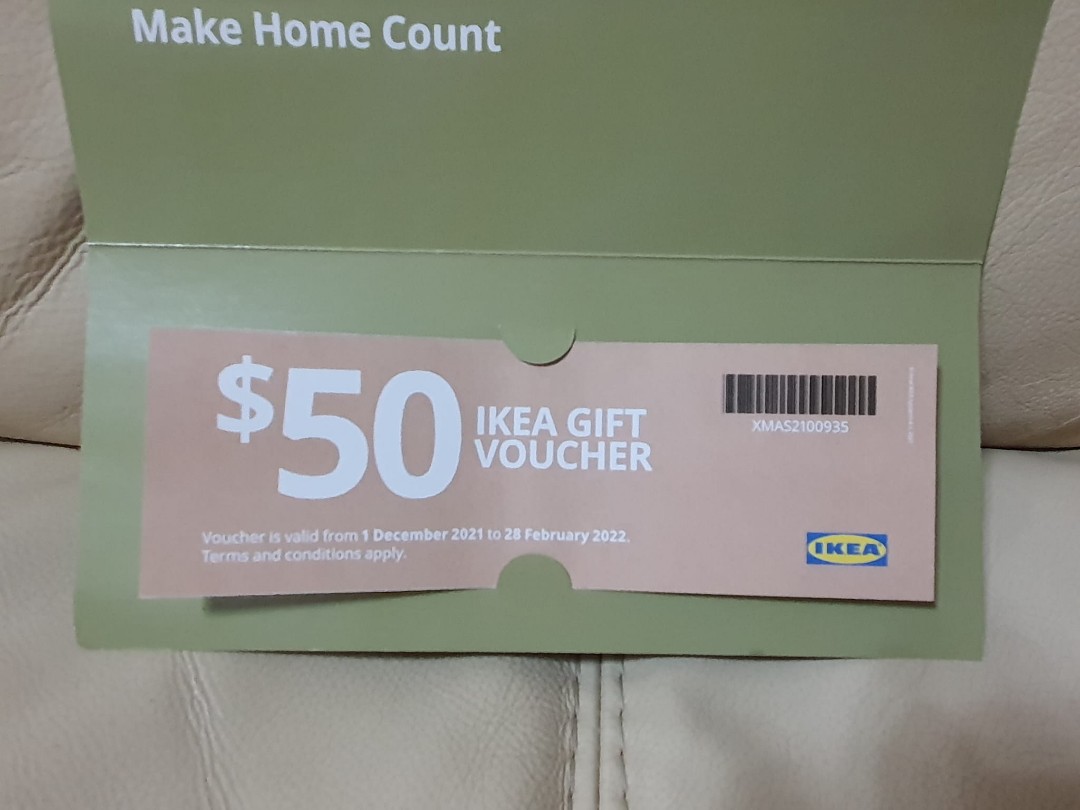 Make Home Count
$50 IKEA GIFT
VOUCHER
XMAS2100935
Voucher is valid from 1 December 2021 to 28 February 2022.
Terms and conditions apply.
IKEA